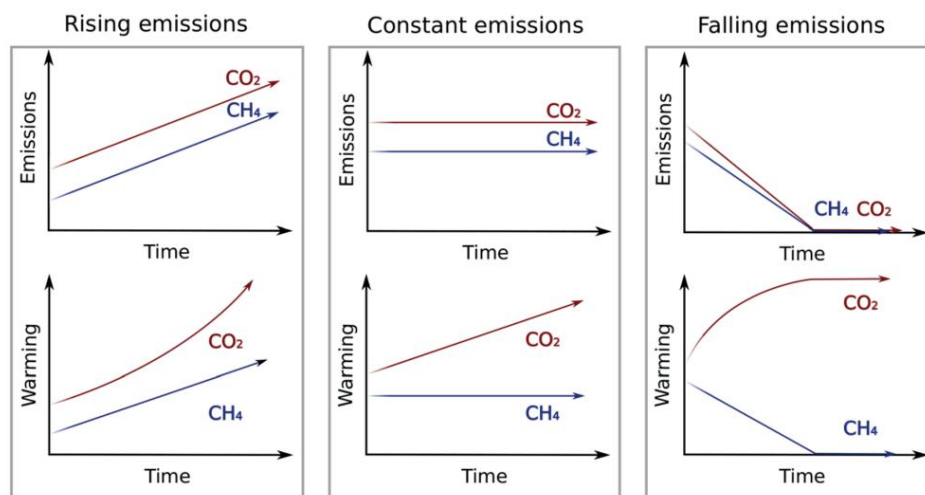 Rising emissions
Emissions
CO₂
CH₄
Time
Warming
CO₂
CH₄
Time
Constant emissions
Emissions
CO₂
CH₄
Time
Warming
CO₂
CH₄
Time
Falling emissions
Emissions
CH₄ CO₂
Time
Warming
CO₂
CH₄
Time